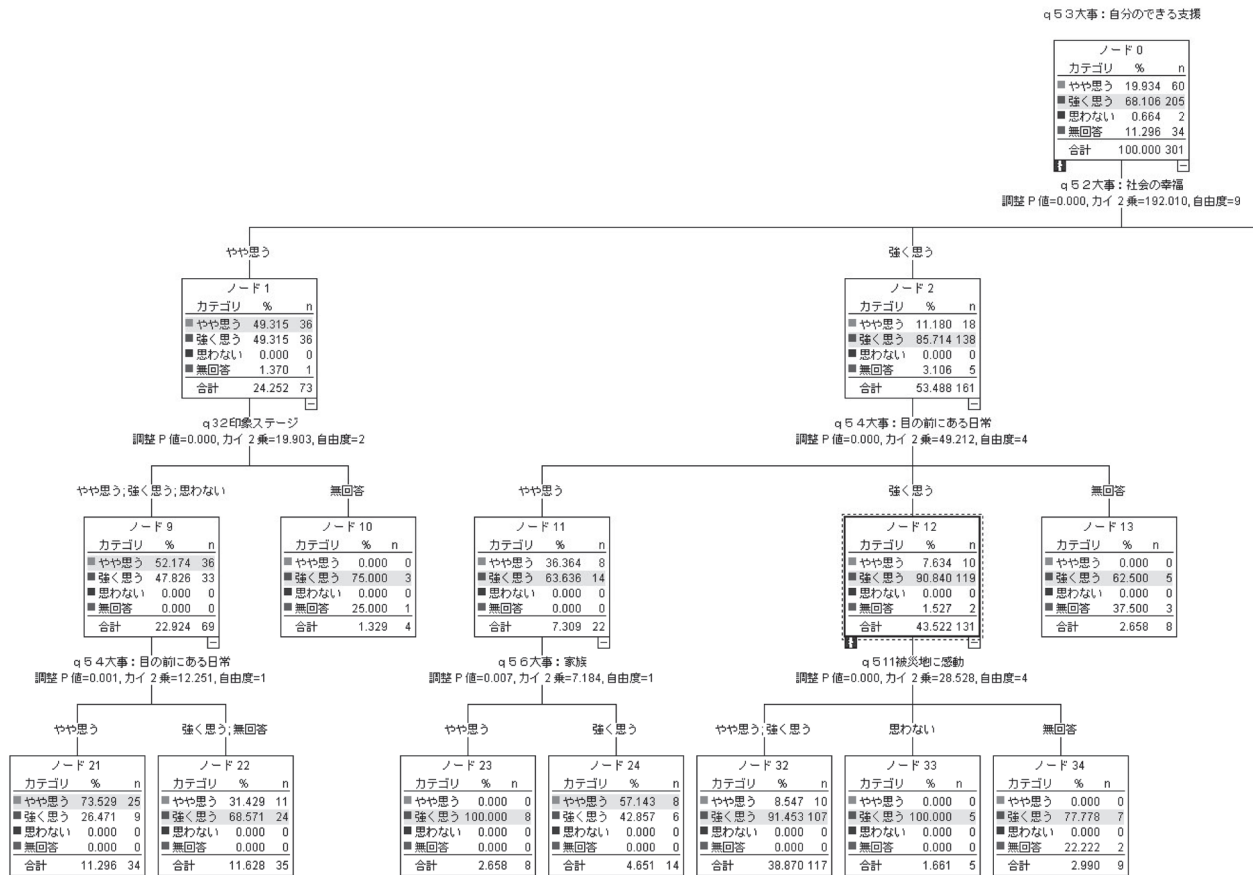 q53大事：自分のできる支援
ノード 0
カテゴリ % n
やや思う 19.934 60
強く思う 68.106 205
思わない 0.664 2
無回答 11.296 34
合計 100.000 301
q52大事：社会の幸福
調整 P 値=0.000, カイ 2 乗=192.010, 自由度=9
やや思う
強く思う
ノード 1
カテゴリ % n
やや思う 49.315 36
強く思う 49.315 36
思わない 0.000 0
無回答 1.370 1
合計 24.252 73
ノード 2
カテゴリ % n
やや思う 11.180 18
強く思う 85.714 138
思わない 0.000 0
無回答 3.106 5
合計 53.488 161
q32印象ステージ
調整 P 値=0.000, カイ 2 乗=19.903, 自由度=2
q54大事：目の前にある日常
調整 P 値=0.000, カイ 2 乗=49.212, 自由度=4
やや思う;強く思う;思わない
無回答
やや思う
強く思う
無回答
ノード 9
カテゴリ % n
やや思う 52.174 36
強く思う 47.826 33
思わない 0.000 0
無回答 0.000 0
合計 22.924 69
ノード 10
カテゴリ % n
やや思う 0.000 0
強く思う 75.000 3
思わない 0.000 0
無回答 25.000 1
合計 1.329 4
ノード 11
カテゴリ % n
やや思う 36.364 8
強く思う 63.636 14
思わない 0.000 0
無回答 0.000 0
合計 7.309 22
ノード 12
カテゴリ % n
やや思う 7.634 10
強く思う 90.840 119
思わない 0.000 0
無回答 1.527 2
合計 43.522 131
ノード 13
カテゴリ % n
やや思う 0.000 0
強く思う 62.500 5
思わない 0.000 0
無回答 37.500 3
合計 2.658 8
q54大事：目の前にある日常
調整 P 値=0.001, カイ 2 乗=12.251, 自由度=1
q56大事：家族
調整 P 値=0.007, カイ 2 乗=7.184, 自由度=1
q511被災地に感動
調整 P 値=0.000, カイ 2 乗=28.528, 自由度=4
やや思う
強く思う;無回答
やや思う
強く思う
やや思う;強く思う
思わない
無回答
ノード 21
カテゴリ % n
やや思う 73.529 25
強く思う 26.471 9
思わない 0.000 0
無回答 0.000 0
合計 11.296 34
ノード 22
カテゴリ % n
やや思う 31.429 11
強く思う 68.571 24
思わない 0.000 0
無回答 0.000 0
合計 11.628 35
ノード 23
カテゴリ % n
やや思う 0.000 0
強く思う 100.000 8
思わない 0.000 0
無回答 0.000 0
合計 2.658 8
ノード 24
カテゴリ % n
やや思う 57.143 8
強く思う 42.857 6
思わない 0.000 0
無回答 0.000 0
合計 4.651 14
ノード 32
カテゴリ % n
やや思う 8.547 10
強く思う 91.453 107
思わない 0.000 0
無回答 0.000 0
合計 38.870 117
ノード 33
カテゴリ % n
やや思う 0.000 0
強く思う 100.000 5
思わない 0.000 0
無回答 0.000 0
合計 1.661 5
ノード 34
カテゴリ % n
やや思う 0.000 0
強く思う 77.778 7
思わない 0.000 0
無回答 22.222 2
合計 2.990 9